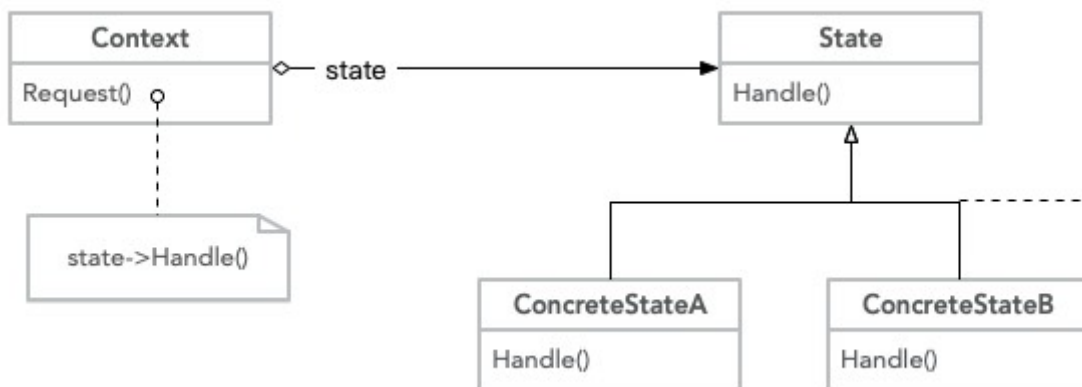 Context
State
state
Request()
Handle()
state->Handle()
ConcreteStateA
ConcreteStateB
Handle()
Handle()